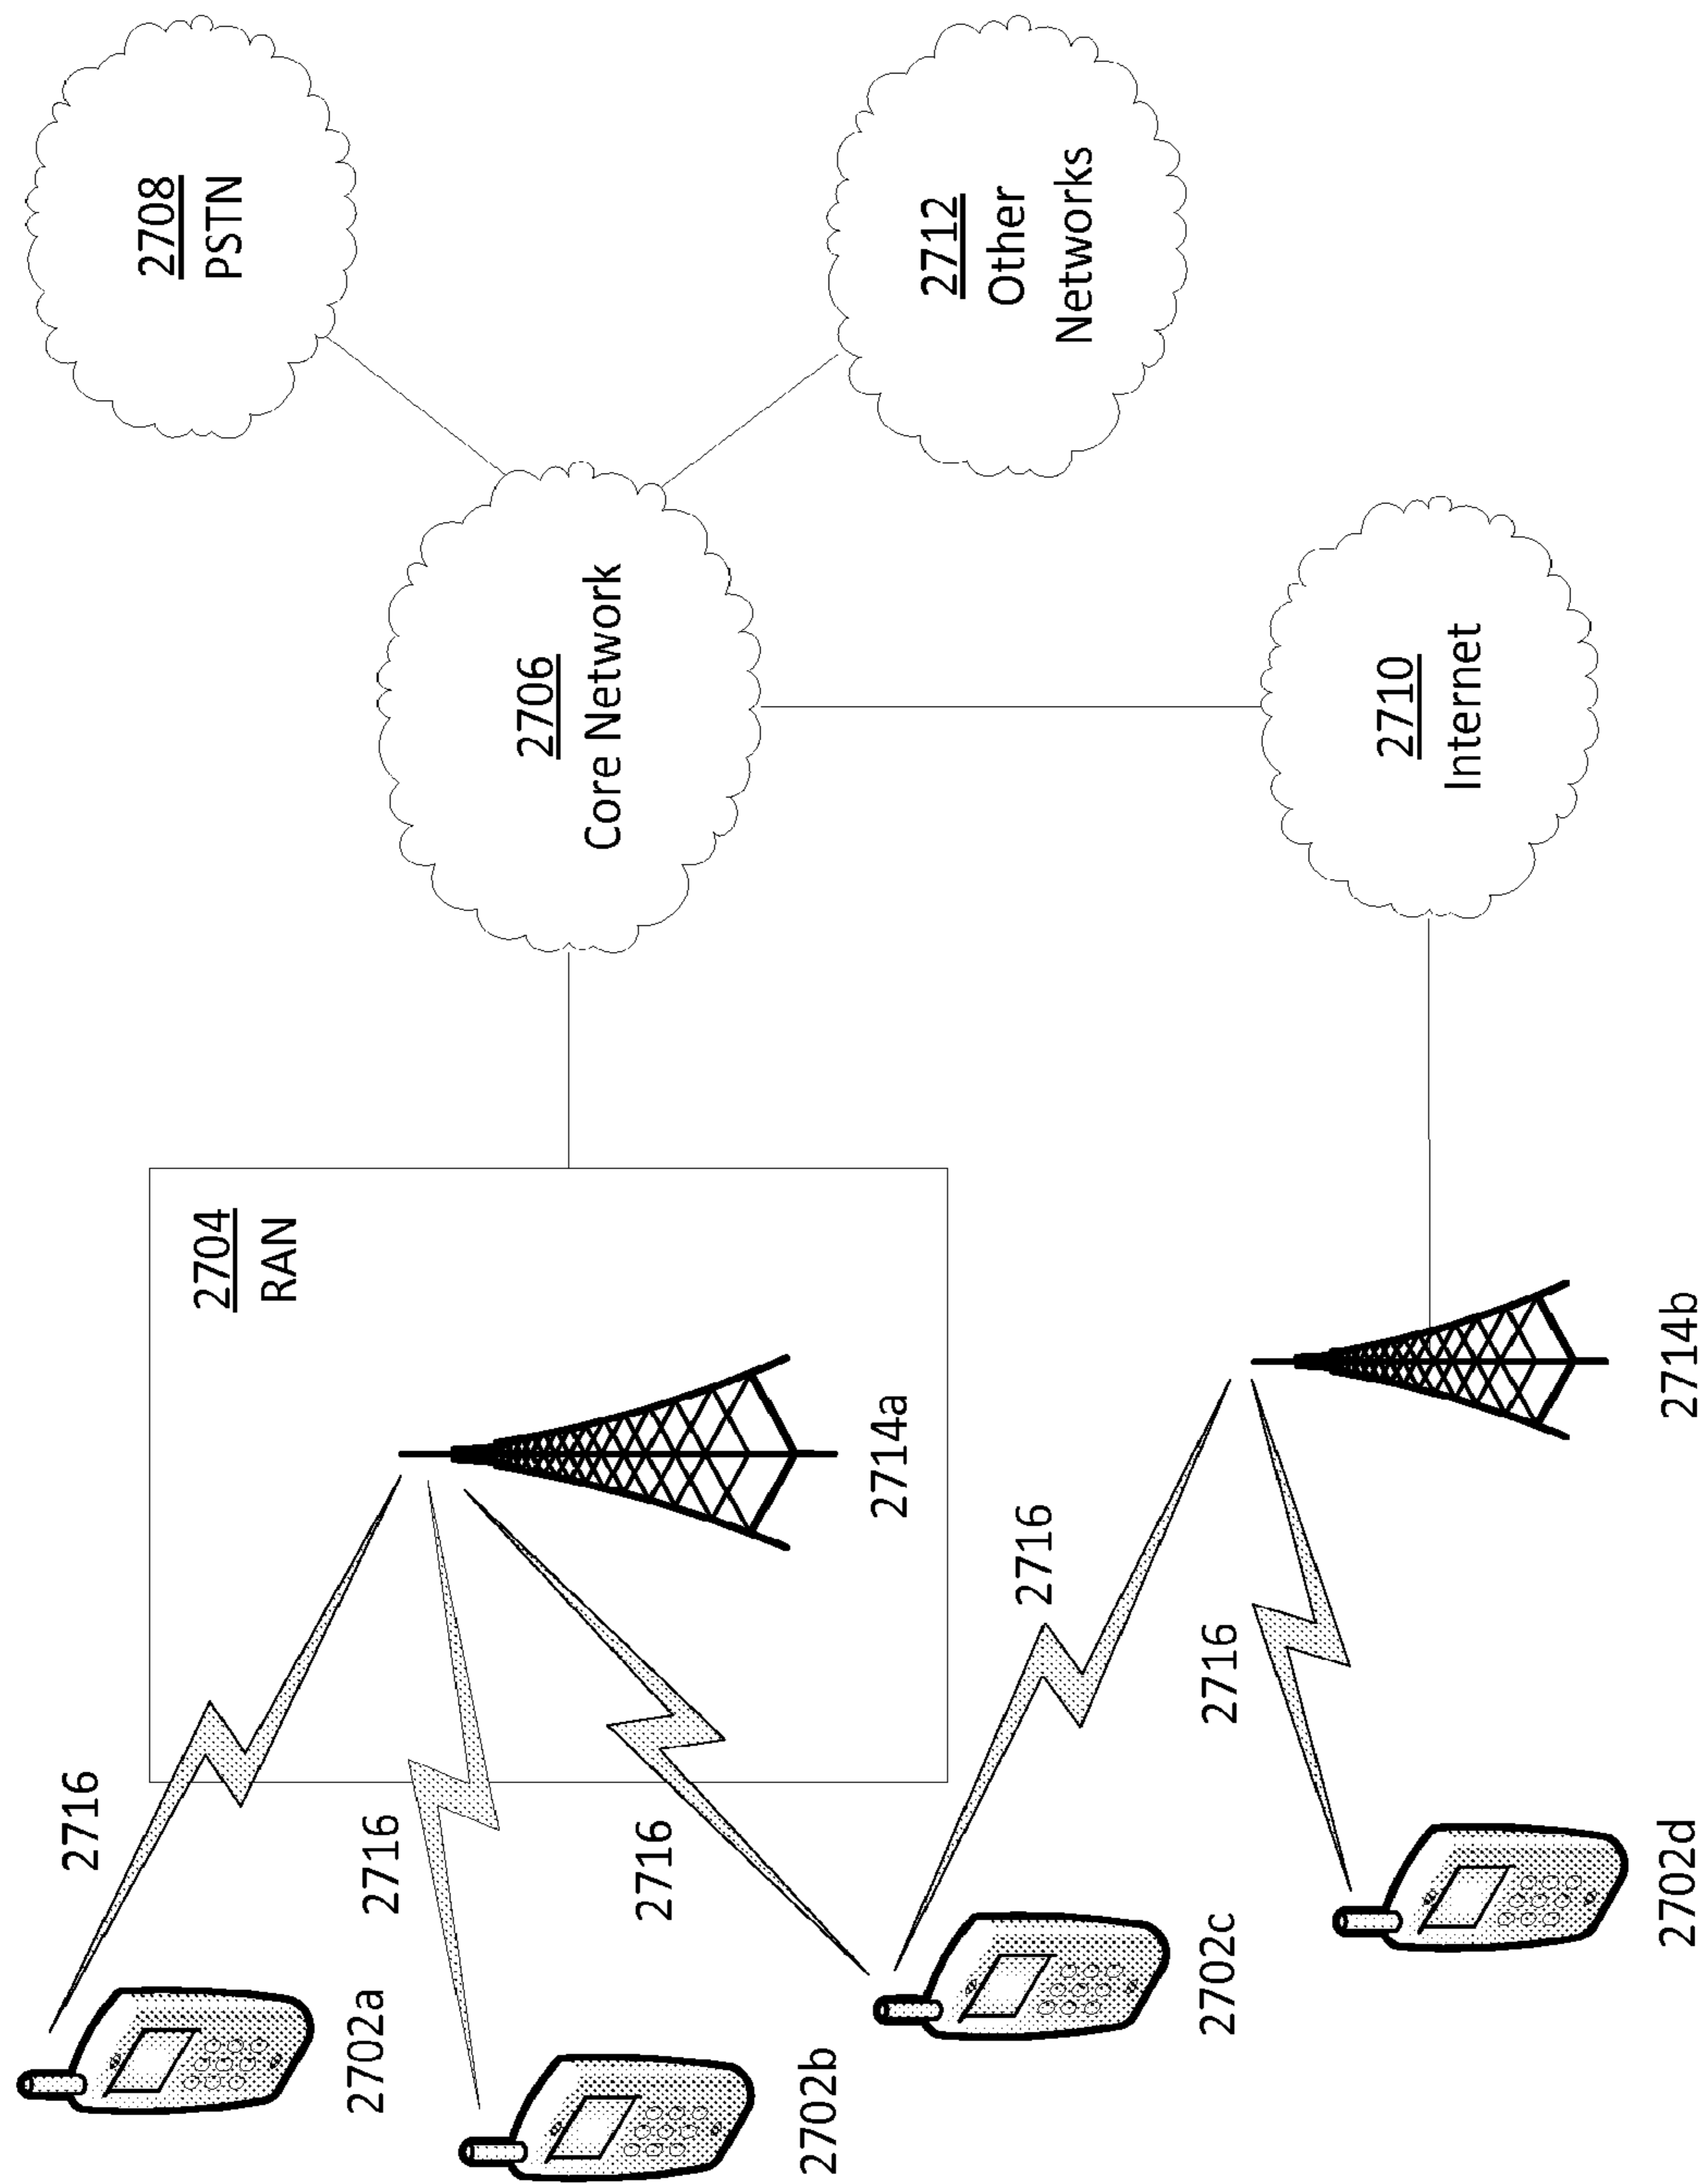 2708
PSTN
2712
Other
Networks
2706
Core Network
2710
Internet
2704
RAN
2714a
2714b
2716
2716
2716
2716
2716
2702a
2702b
2702c
2702d